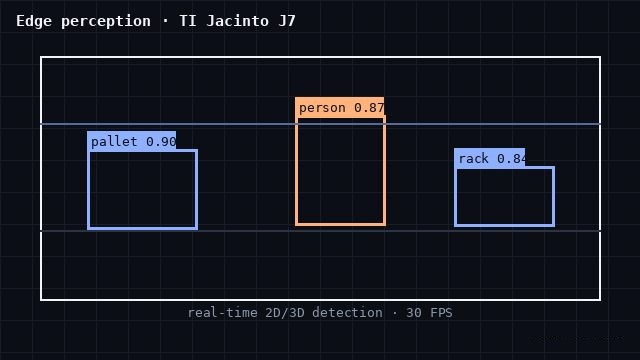 Edge perception · TI Jacinto J7
person 0.87
pallet 0.90
rack 0.84
real-time 2D/3D detection · 30 FPS